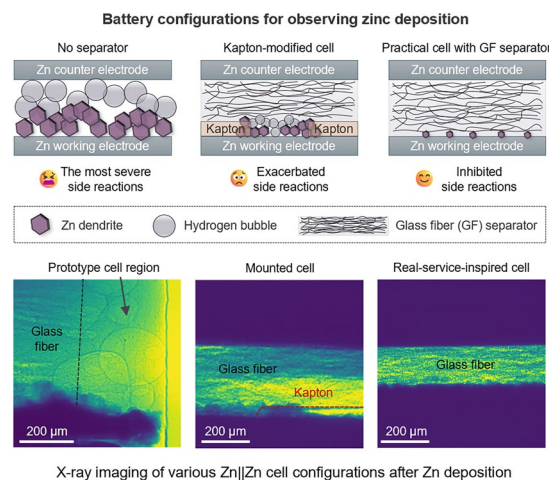 Battery configurations for observing zinc deposition
No separator
Kapton-modified cell
Practical cell with GF separator
Zn counter electrode
Zn counter electrode
Zn counter electrode
Kapton
Kapton
Zn working electrode
Zn working electrode
Zn working electrode
The most severe
side reactions
Exacerbated
side reactions
Inhibited
side reactions
Zn dendrite
Hydrogen bubble
Glass fiber (GF) separator
Prototype cell region
Mounted cell
Real-service-inspired cell
Glass
fiber
Glass fiber
Kapton
Glass fiber
200 μm
200 μm
200 μm
X-ray imaging of various Zn||Zn cell configurations after Zn deposition